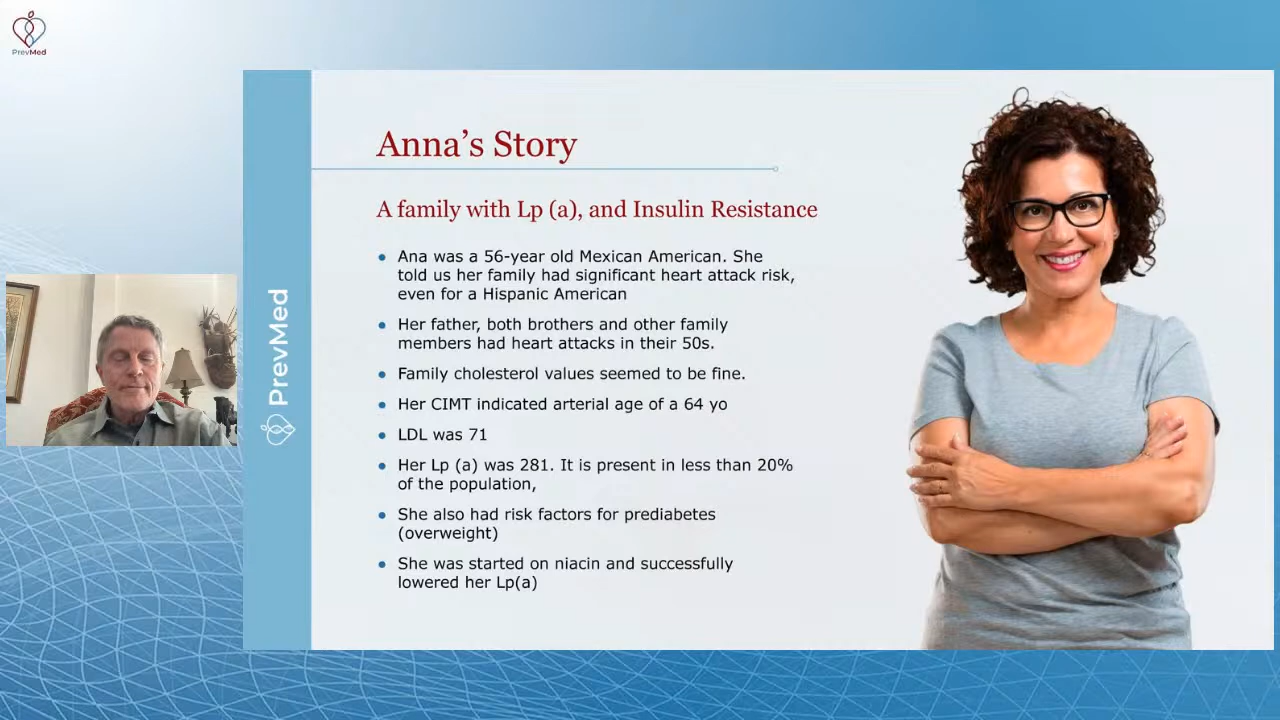 PrevMed
Anna's Story
A family with Lp (a), and Insulin Resistance
• Ana was a 56-year old Mexican American. She
told us her family had significant heart attack risk,
even for a Hispanic American
• Her father, both brothers and other family
members had heart attacks in their 50s.
• Family cholesterol values seemed to be fine.
• Her CIMT indicated arterial age of a 64 yo
• LDL was 71
• Her Lp (a) was 281. It is present in less than 20%
of the population,
• She also had risk factors for prediabetes
(overweight)
• She was started on niacin and successfully
lowered her Lp(a)
PrevMed